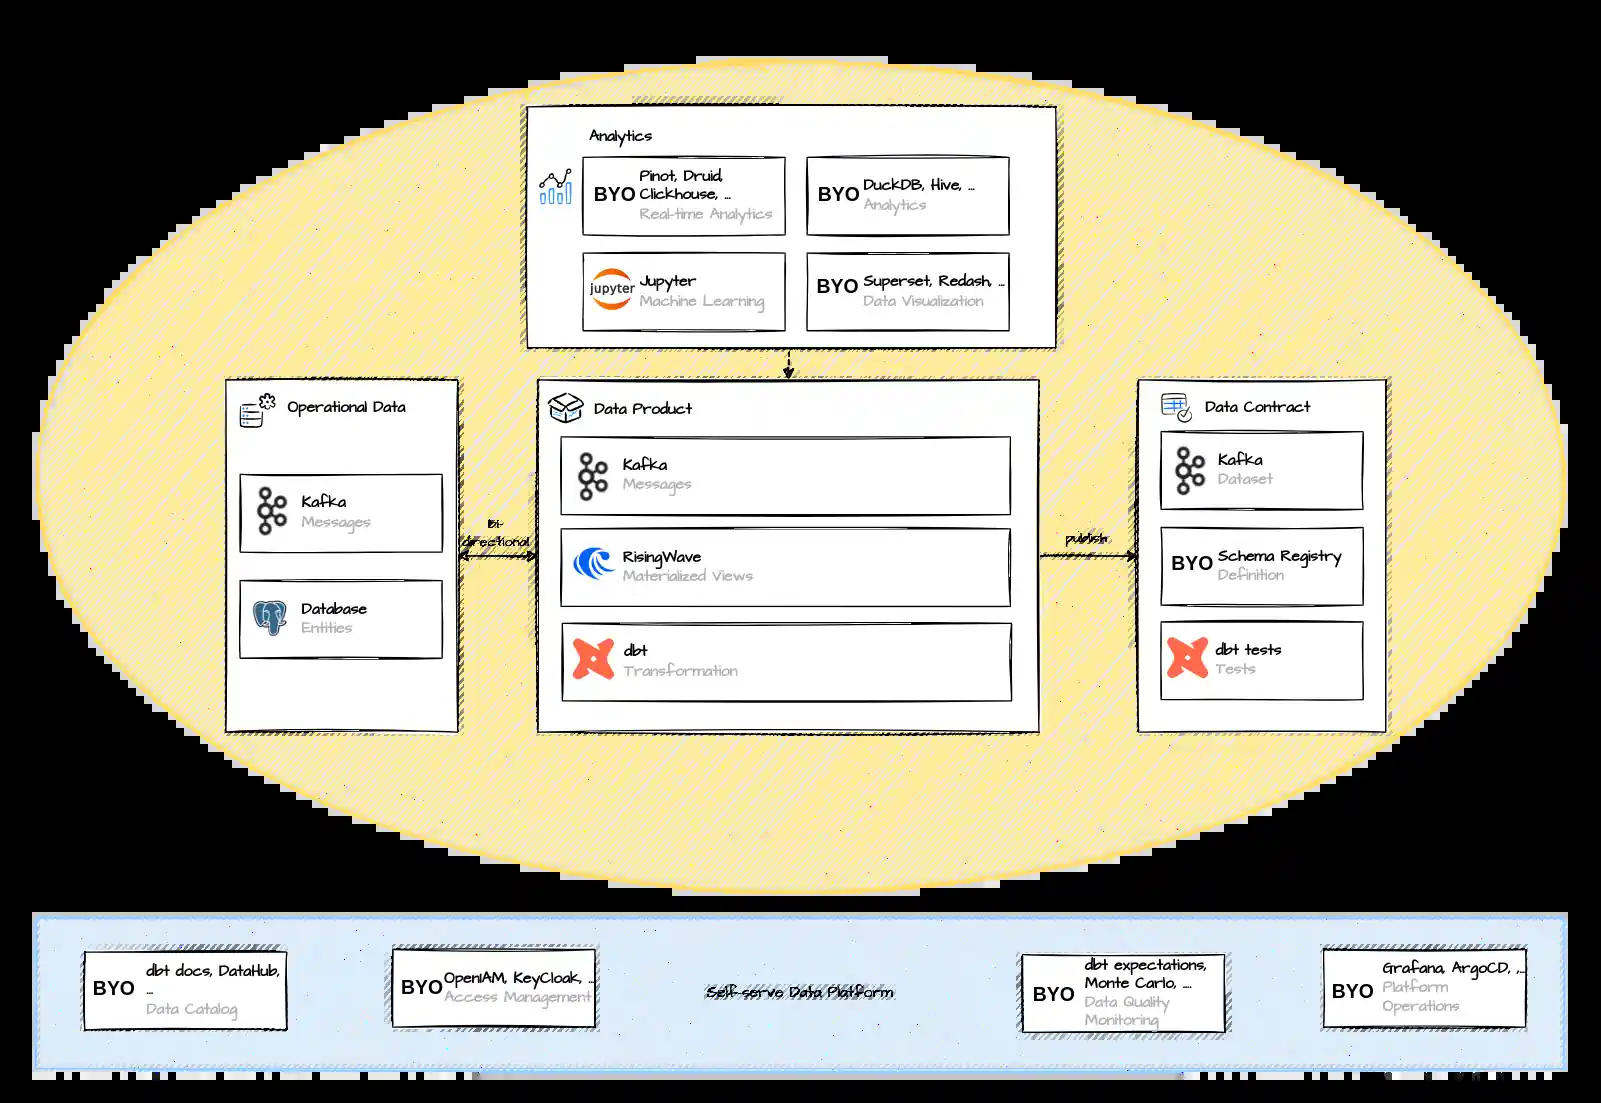 Analytics
BYO
Pinot, Druid,
Clickhouse, ...
Real-time Analytics
BYO
DuckDB, Hive, ...
Analytics
jupyter
Jupyter
Machine Learning
BYO
Superset, Redash, ...
Data Visualization
Operational Data
Kafka
Messages
Database
Entities
Bi-
directional
Data Product
Kafka
Messages
RisingWave
Materialized Views
dbt
Transformation
publish
Data Contract
Kafka
Dataset
BYO
Schema Registry
Definition
dbt tests
Tests
BYO
dbt docs, DataHub,
...
Data Catalog
BYO
OpenIAM, KeyCloak, ...
Access Management
Self-serve Data Platform
BYO
dbt expectations,
Monte Carlo, ....
Data Quality
Monitoring
BYO
Grafana, ArgoCD, ,...
Platform
Operations